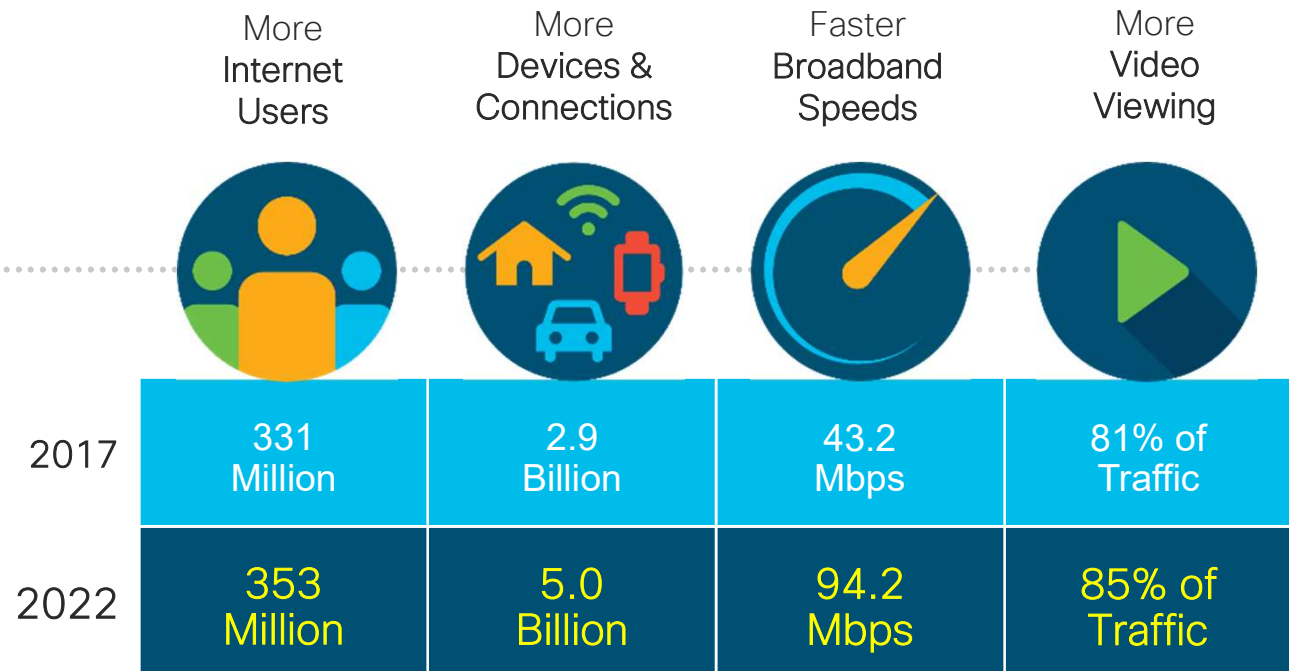 More
Internet
Users
More
Devices &
Connections
Faster
Broadband
Speeds
More
Video
Viewing
2017
331
Million
2.9
Billion
43.2
Mbps
81% of
Traffic
2022
353
Million
5.0
Billion
94.2
Mbps
85% of
Traffic